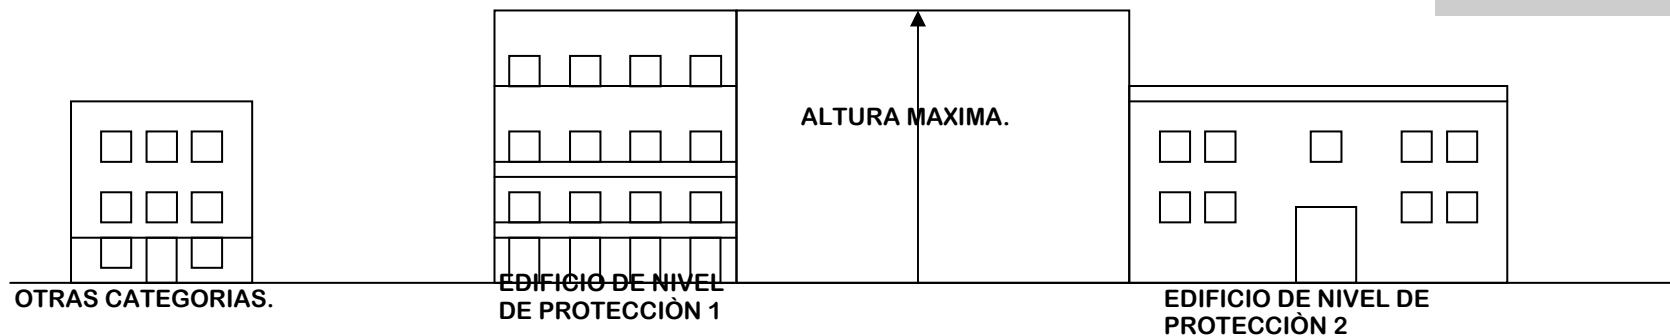 ALTURA MAXIMA.
OTRAS CATEGORIAS.
EDIFICIO DE NIVEL
DE PROTECCIÒN 1
EDIFICIO DE NIVEL DE
PROTECCIÒN 2